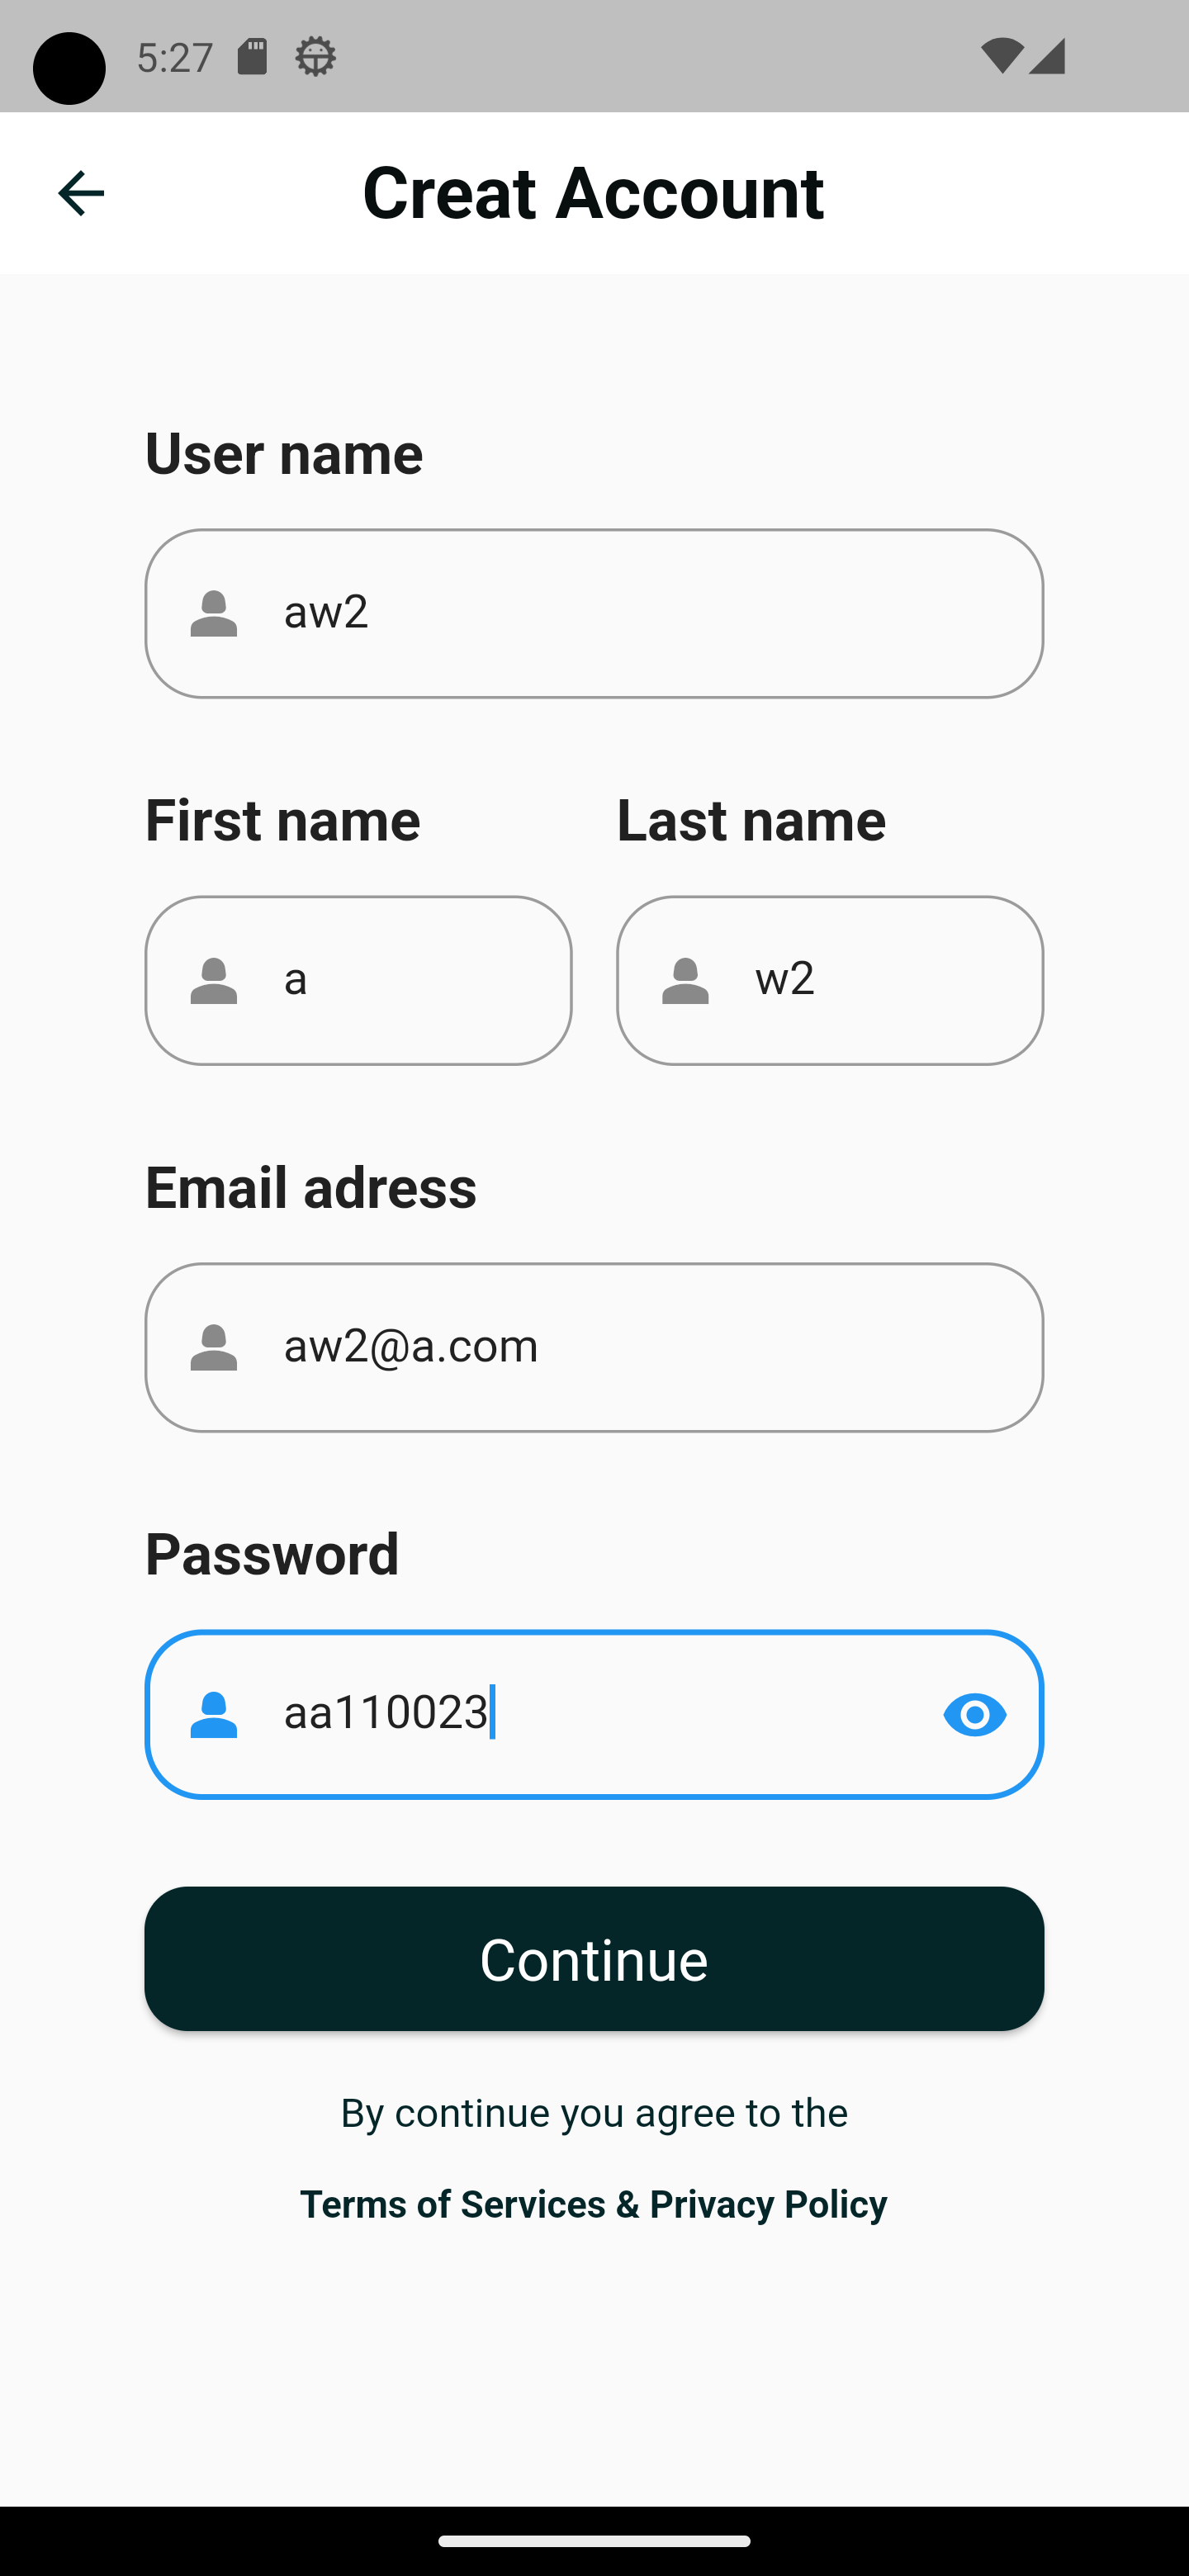 5:27
Creat Account
User name
aw2
First name Last name
a w2
Email adress
aw2@a.com
Password
aa110023
Continue
By continue you agree to the
Terms of Services & Privacy Policy